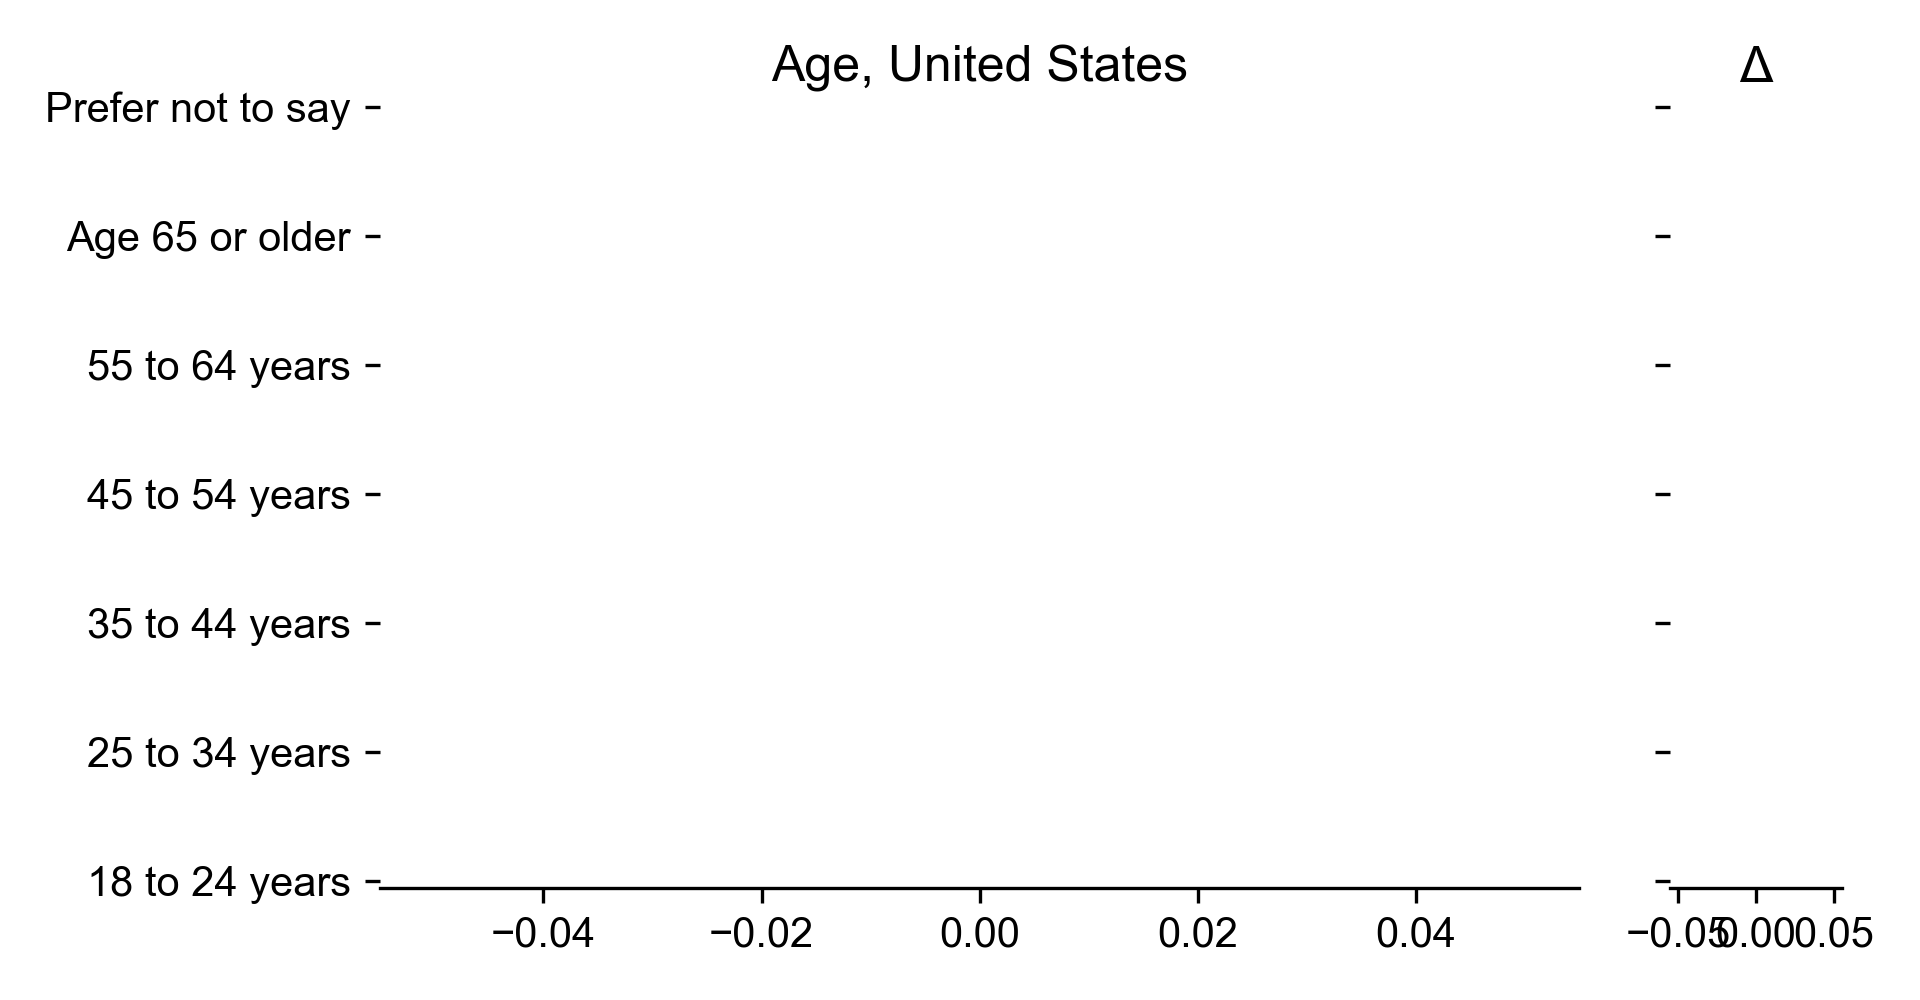 Age, United States
Δ
Prefer not to say
Age 65 or older
55 to 64 years
45 to 54 years
35 to 44 years
25 to 34 years
18 to 24 years
−0.04 −0.02 0.00 0.02 0.04
−0.05 0.00 0.05